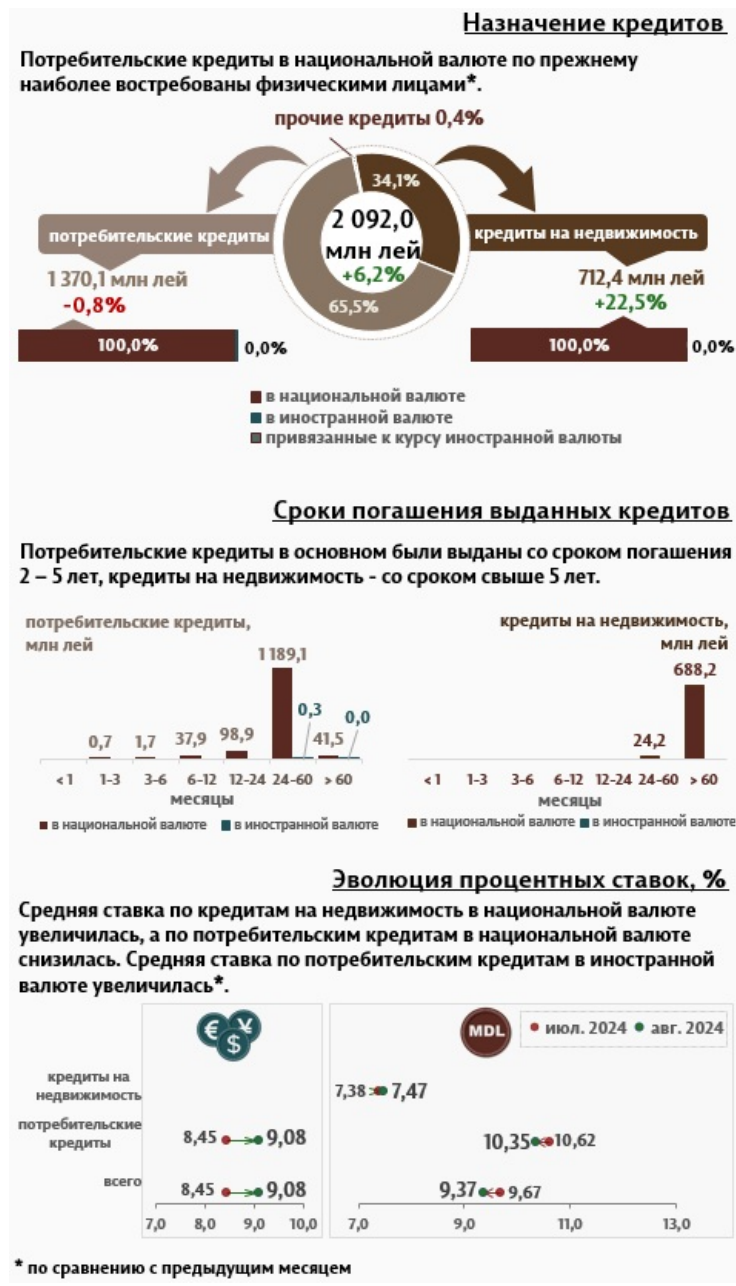 Назначение кредитов
Потребительские кредиты в национальной валюте по прежнему
наиболее востребованы физическими лицами*.
прочие кредиты 0,4%
34,1%
2 092,0
млн лей
+6,2%
65,5%
потребительские кредиты
1 370,1 млн лей
-0,8%
100,0%
0,0%
кредиты на недвижимость
712,4 млн лей
+22,5%
100,0%
0,0%
в национальной валюте
в иностранной валюте
привязанные к курсу иностранной валюты
Сроки погашения выданных кредитов
Потребительские кредиты в основном были выданы со сроком погашения
2 – 5 лет, кредиты на недвижимость - со сроком свыше 5 лет.
потребительские кредиты,
млн лей
1 189,1
0,7 1,7 37,9 98,9 0,3 41,5 0,0
< 1 1-3 3-6 6-12 12-24 24-60 > 60
месяцы
в национальной валюте в иностранной валюте
кредиты на недвижимость,
млн лей
688,2
24,2
< 1 1-3 3-6 6-12 12-24 24-60 > 60
месяцы
в национальной валюте в иностранной валюте
Эволюция процентных ставок, %
Средняя ставка по кредитам на недвижимость в национальной валюте
увеличилась, а по потребительским кредитам в национальной валюте
снизилась. Средняя ставка по потребительским кредитам в иностранной
валюте увеличилась*.
€ ¥ $
MDL
июл. 2024 авг. 2024
кредиты на
недвижимость
7,38 7,47
потребительские
кредиты
8,45 9,08
10,35 10,62
всего
8,45 9,08
9,37 9,67
7,0 8,0 9,0 10,0
7,0 9,0 11,0 13,0
* по сравнению с предыдущим месяцем